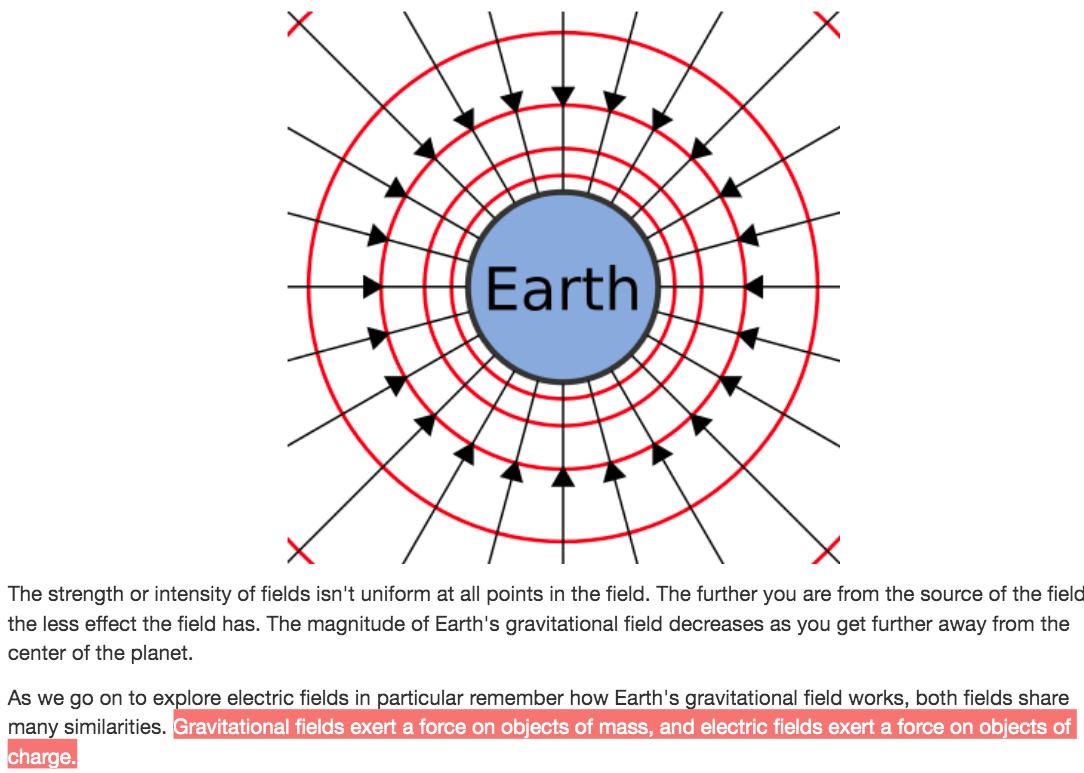 Earth
The strength or intensity of fields isn't uniform at all points in the field. The further you are from the source of the field
the less effect the field has. The magnitude of Earth's gravitational field decreases as you get further away from the
center of the planet.
As we go on to explore electric fields in particular remember how Earth's gravitational field works, both fields share
many similarities. Gravitational fields exert a force on objects of mass, and electric fields exert a force on objects of
charge.